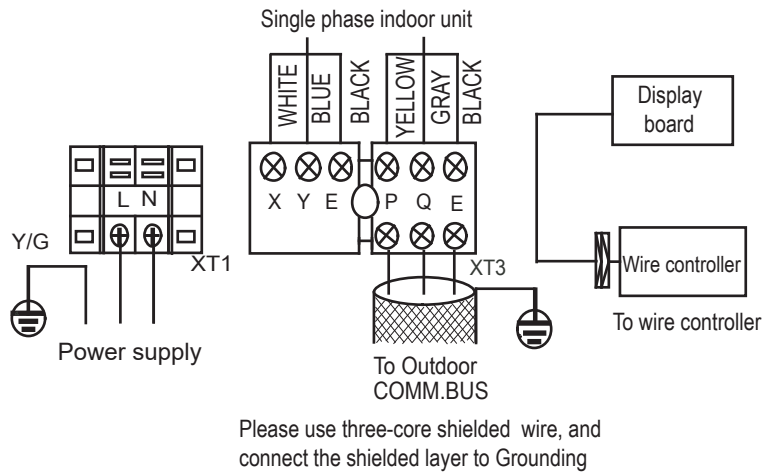 Single phase indoor unit
WHITE
BLUE
BLACK
YELLOW
GRAY
BLACK
Display
board
X Y E P Q E
L N
Y/G
XT1
XT3
Wire controller
To wire controller
Power supply
To Outdoor
COMM.BUS
Please use three-core shielded wire, and
connect the shielded layer to Grounding